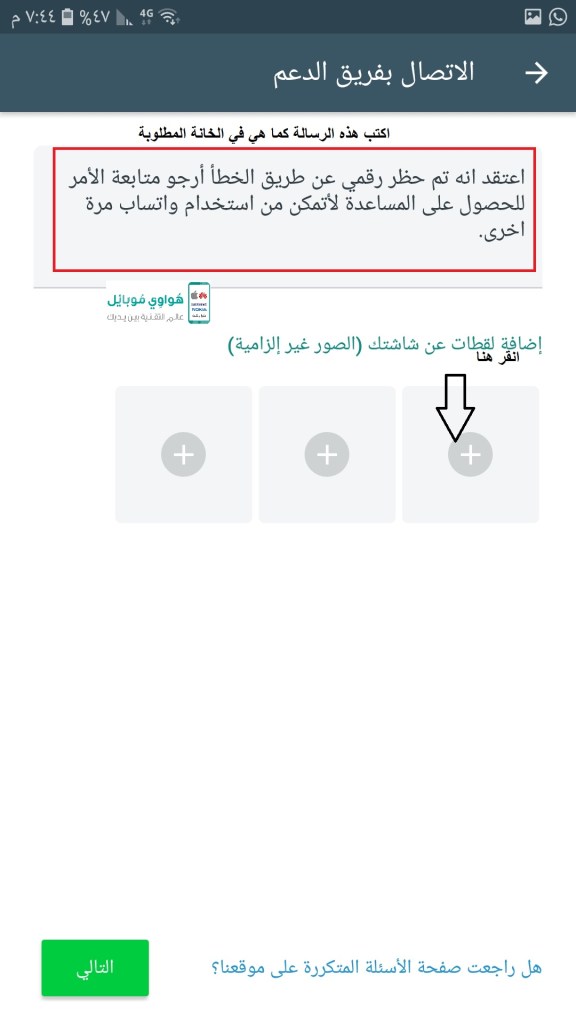 ٧:٤٤ م %٤٧ 4G
الاتصال بفريق الدعم
اكتب هذه الرسالة كما هي في الخانة المطلوبة
اعتقد انه تم حظر رقمي عن طريق الخطأ أرجو متابعة الأمر
للحصول على المساعدة لأتمكن من استخدام واتساب مرة
اخرى.
هواوي موبايل
عالم التقنية بين يديك
إضافة لقطات عن شاشتك (الصور غير إلزامية)
انقر هنا
هل راجعت صفحة الأسئلة المتكررة على موقعنا؟
التالي